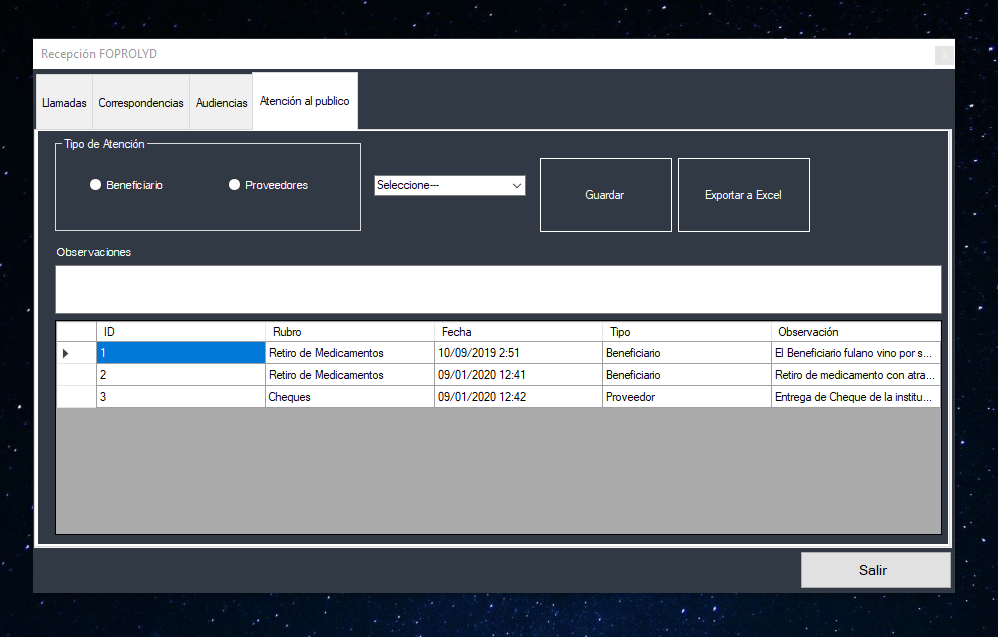 Recepción FOPROLYD
Llamadas Correspondencias Audiencias Atención al publico
Tipo de Atención
Beneficiario Proveedores
Seleccione---
Guardar
Exportar a Excel
Observaciones
ID Rubro Fecha Tipo Observación
1 Retiro de Medicamentos 10/09/2019 2:51 Beneficiario El Beneficiario fulano vino por s...
2 Retiro de Medicamentos 09/01/2020 12:41 Beneficiario Retiro de medicamento con atra...
3 Cheques 09/01/2020 12:42 Proveedor Entrega de Cheque de la institu...
Salir